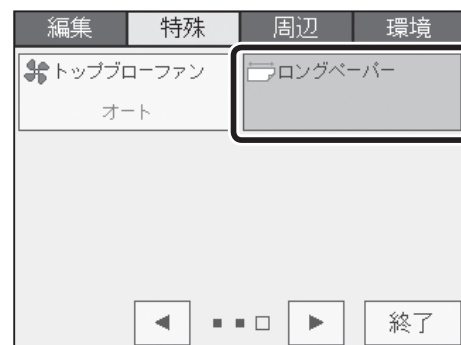 編集 特殊 周辺 環境
トップブローファン ロングペーパー
オート
◀ ■ ■ □ ▶ 終了